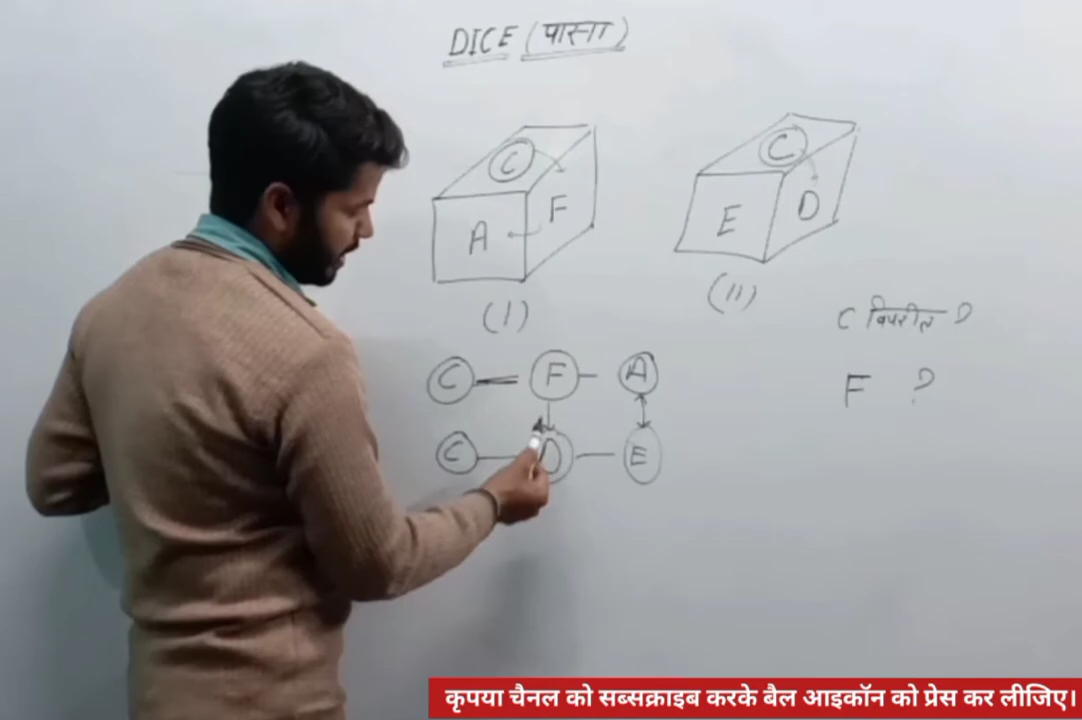 DICE (पासा)
C
A F
C
E D
(I)
(II)
C विपरीत ?
F ?
C = F - A
C - D - E
कृपया चैनल को सब्सक्राइब करके बैल आइकॉन को प्रेस कर लीजिए।